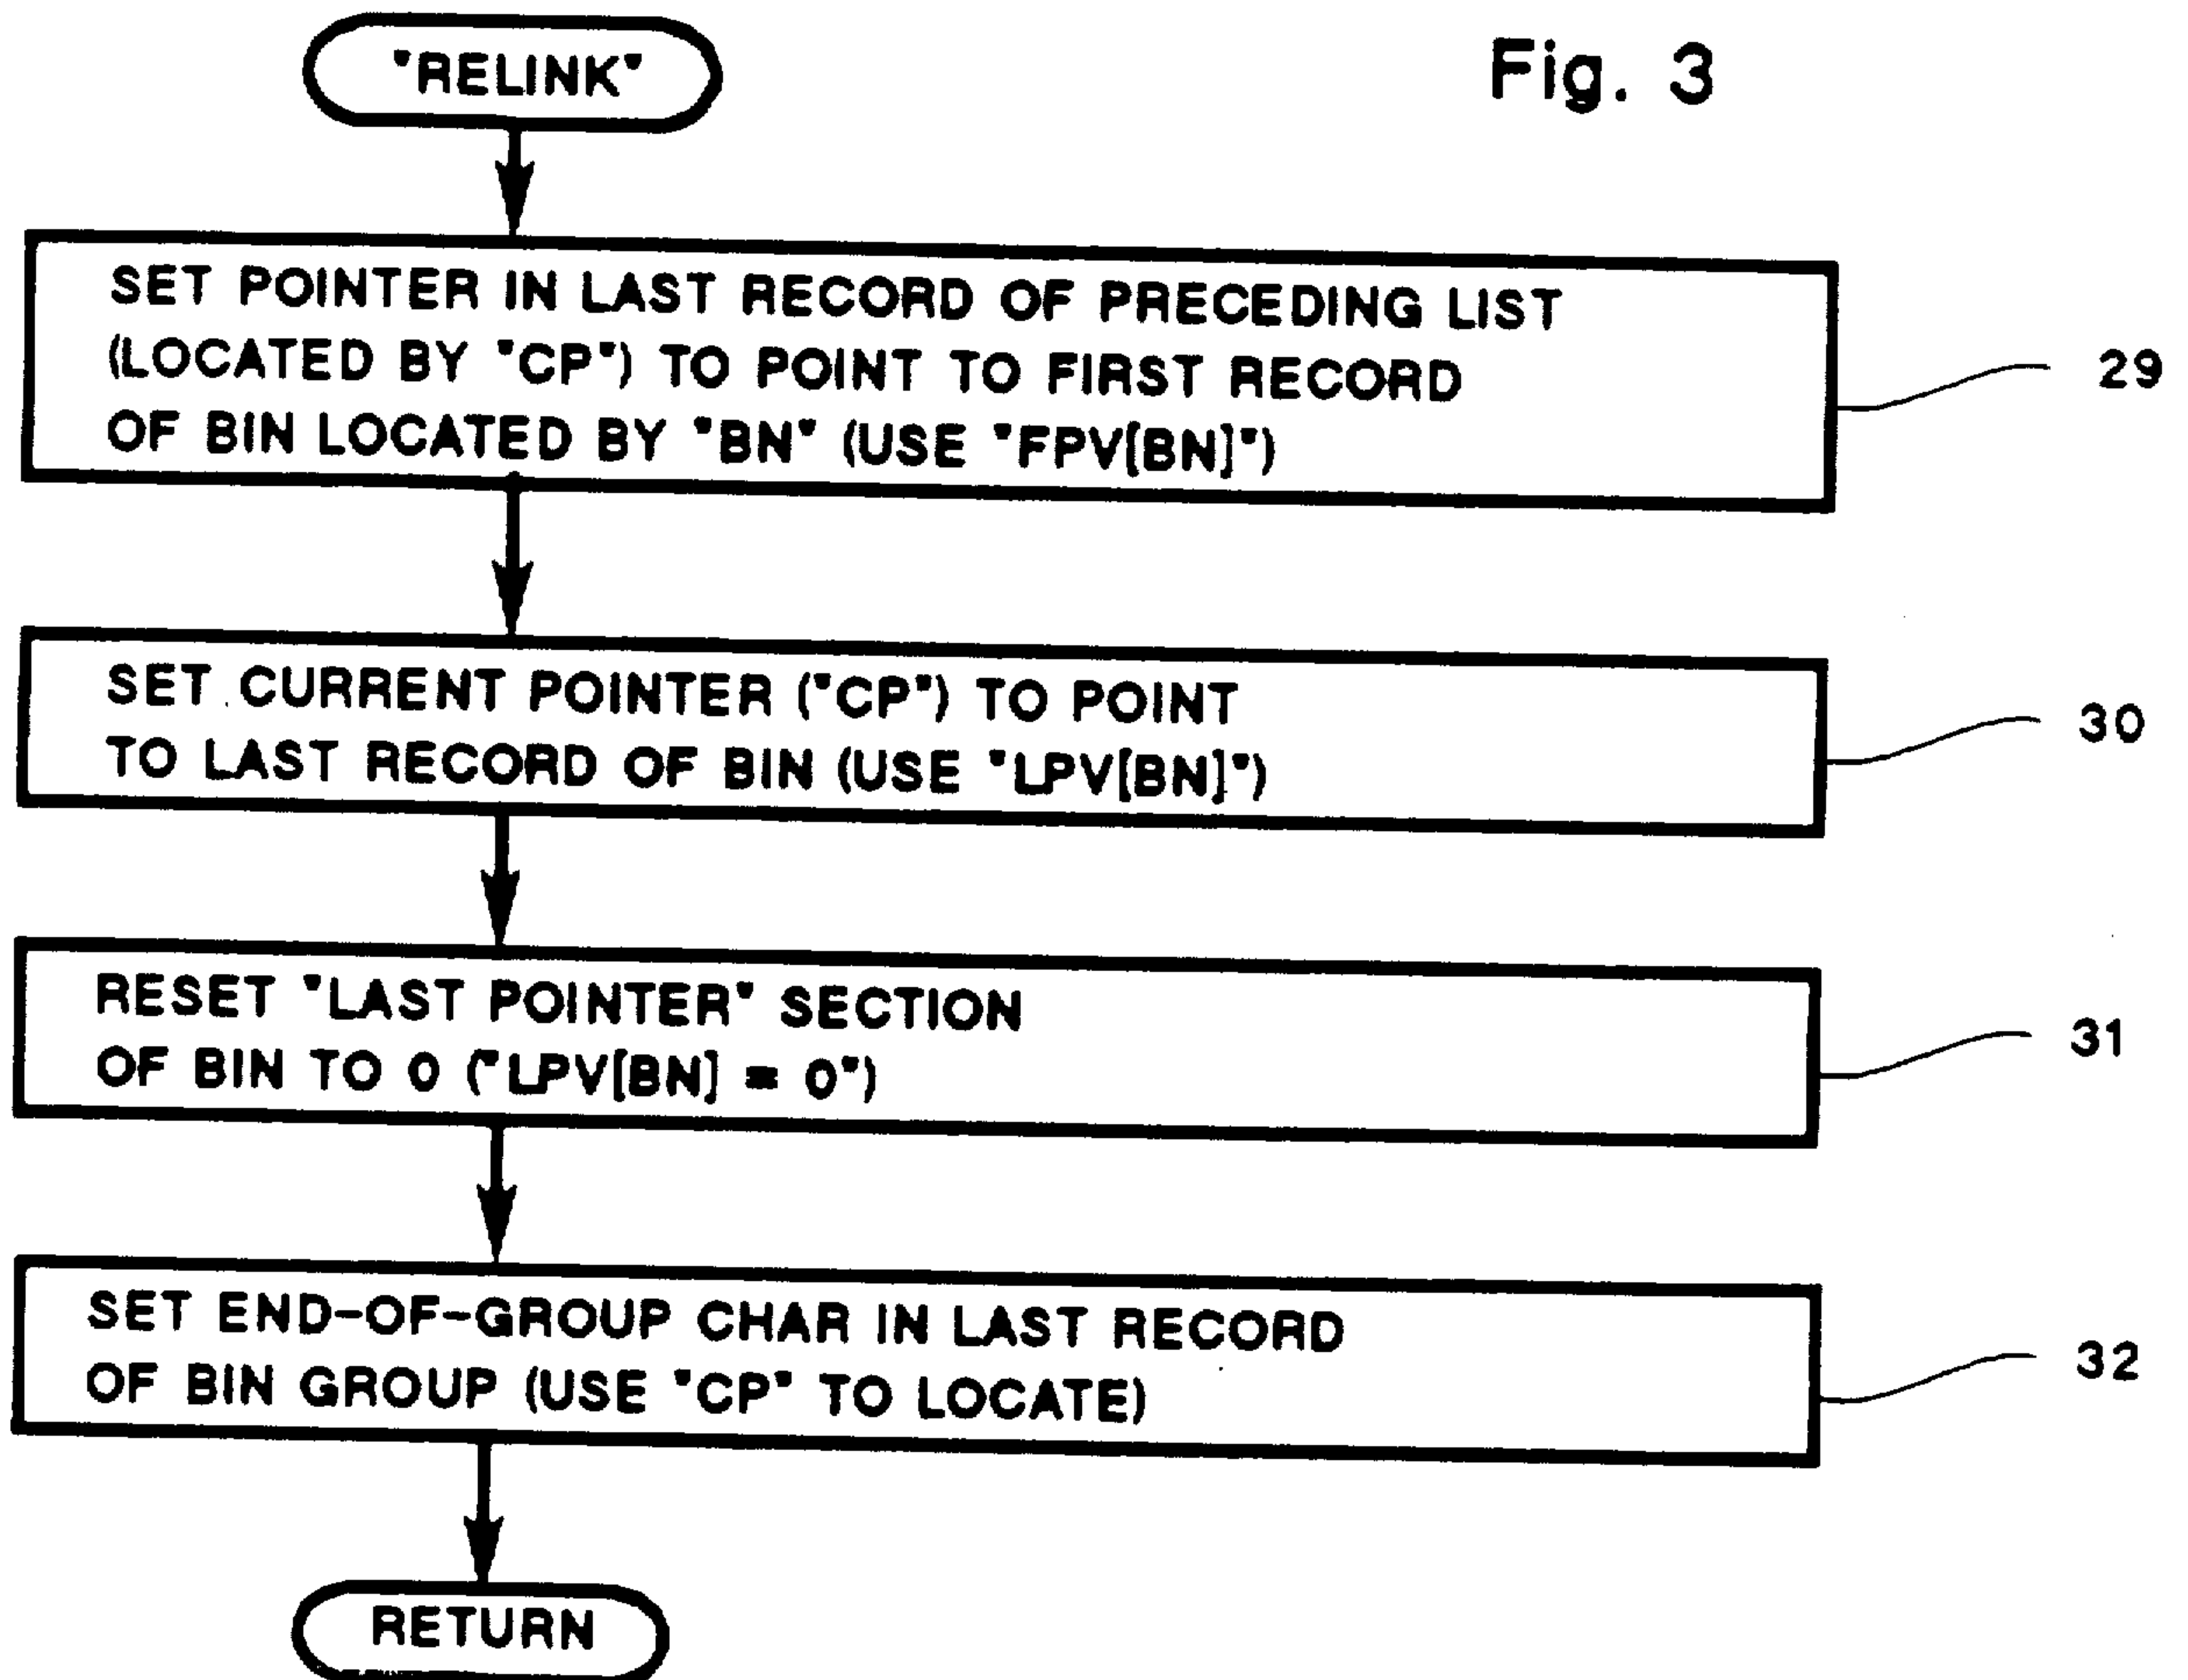 "RELINK"
Fig. 3
SET POINTER IN LAST RECORD OF PRECEDING LIST
(LOCATED BY "CP") TO POINT TO FIRST RECORD
OF BIN LOCATED BY "BN" (USE "FPV[BN]")
29
SET CURRENT POINTER ("CP") TO POINT
TO LAST RECORD OF BIN (USE "LPV[BN]")
30
RESET "LAST POINTER" SECTION
OF BIN TO 0 ("LPV[BN] = 0")
31
SET END-OF-GROUP CHAR IN LAST RECORD
OF BIN GROUP (USE "CP" TO LOCATE)
32
RETURN